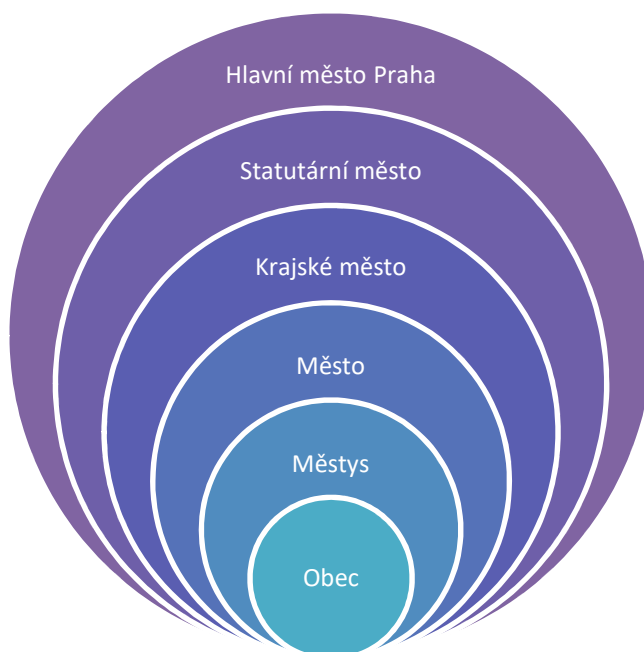 Hlavní město Praha
Statutární město
Krajské město
Město
Městys
Obec